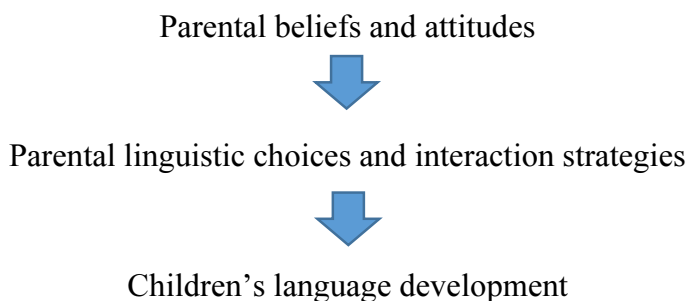 Parental beliefs and attitudes
Parental linguistic choices and interaction strategies
Children’s language development